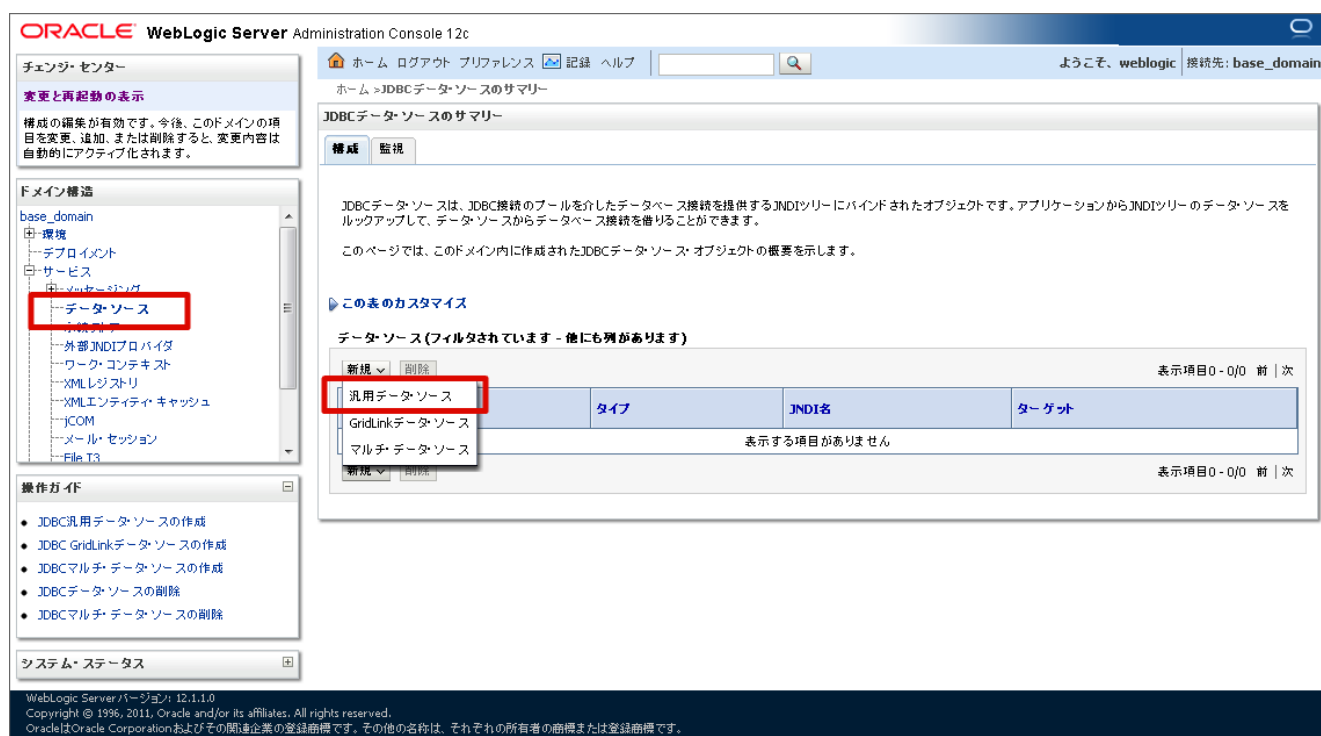 ORACLE WebLogic Server Administration Console 12c
チェンジ・センター
変更と再起動の表示
構成の編集が有効です。今後、このドメインの項
目を変更、追加、または削除すると、変更内容は
自動的にアクティブ化されます。
ドメイン構造
base_domain
環境
デプロイメント
サービス
メッセージング
データ・ソース
外部JNDIプロバイダ
ワーク・コンテキスト
XMLレジストリ
XMLエンティティ・キャッシュ
jCOM
メール・セッション
File T3
操作ガイド
JDBC汎用データ・ソースの作成
JDBC GridLinkデータ・ソースの作成
JDBCマルチ・データ・ソースの作成
JDBCデータ・ソースの削除
JDBCマルチ・データ・ソースの削除
システム・ステータス
ホーム ログアウト プリファレンス 記録 ヘルプ
ようこそ、weblogic 接続先: base_domain
ホーム >JDBCデータ・ソースのサマリー
JDBCデータ・ソースのサマリー
構成 監視
JDBCデータ・ソースは、JDBC接続のプールを介したデータベース接続を提供するJNDIツリーにバインドされたオブジェクトです。アプリケーションからJNDIツリーのデータ・ソースを
ルックアップして、データ・ソースからデータベース接続を借りることができます。
このページでは、このドメイン内に作成されたJDBCデータ・ソース・オブジェクトの概要を示します。
この表のカスタマイズ
データ・ソース (フィルタされています - 他にも列があります)
新規 削除 表示項目0 - 0/0 前 | 次
汎用データ・ソース
GridLinkデータ・ソース
マルチ・データ・ソース
タイプ JNDI名 ターゲット
表示する項目がありません
新規 削除 表示項目0 - 0/0 前 | 次
WebLogic Serverバージョン: 12.1.1.0
Copyright © 1996, 2011, Oracle and/or its affiliates. All rights reserved.
OracleはOracle Corporationおよびその関連企業の登録商標です。その他の名称は、それぞれの所有者の商標または登録商標です。